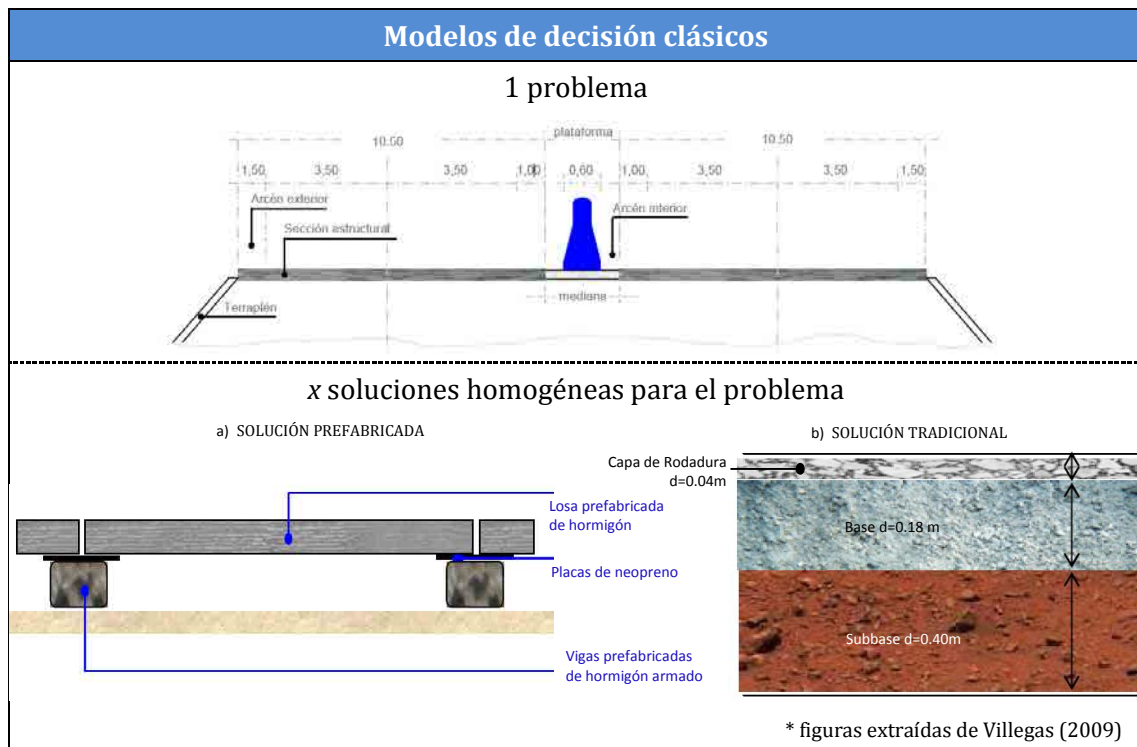 Modelos de decisión clásicos
1 problema
plataforma
10.50
10.50
1,50
3,50
3,50
1,00
0,60
1,00
3,50
3,50
1,50
Arcén exterior
Arcén interior
Sección estructural
mediana
Terraplén
x soluciones homogéneas para el problema
a) SOLUCIÓN PREFABRICADA
b) SOLUCIÓN TRADICIONAL
Capa de Rodadura
d=0.04m
Losa prefabricada
de hormigón
Base d=0.18 m
Placas de neopreno
Subbase d=0.40m
Vigas prefabricadas
de hormigón armado
* figuras extraídas de Villegas (2009)